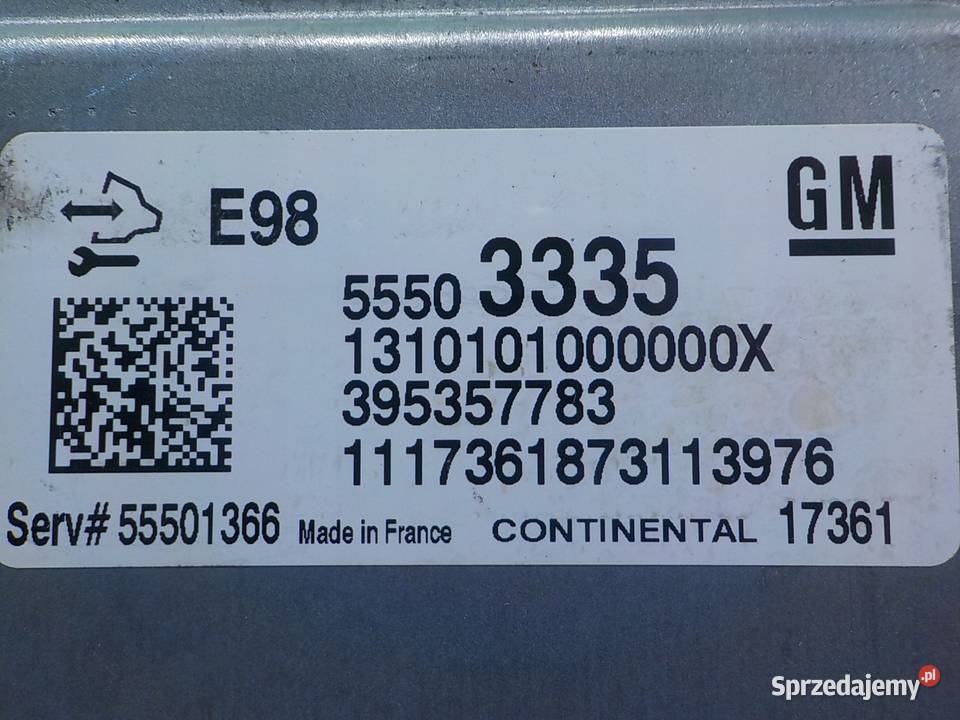 E98
GM
5550 3335
1310101000000X
395357783
1117361873113976
Serv# 55501366 Made in France CONTINENTAL 17361
Sprzedajemy.pl